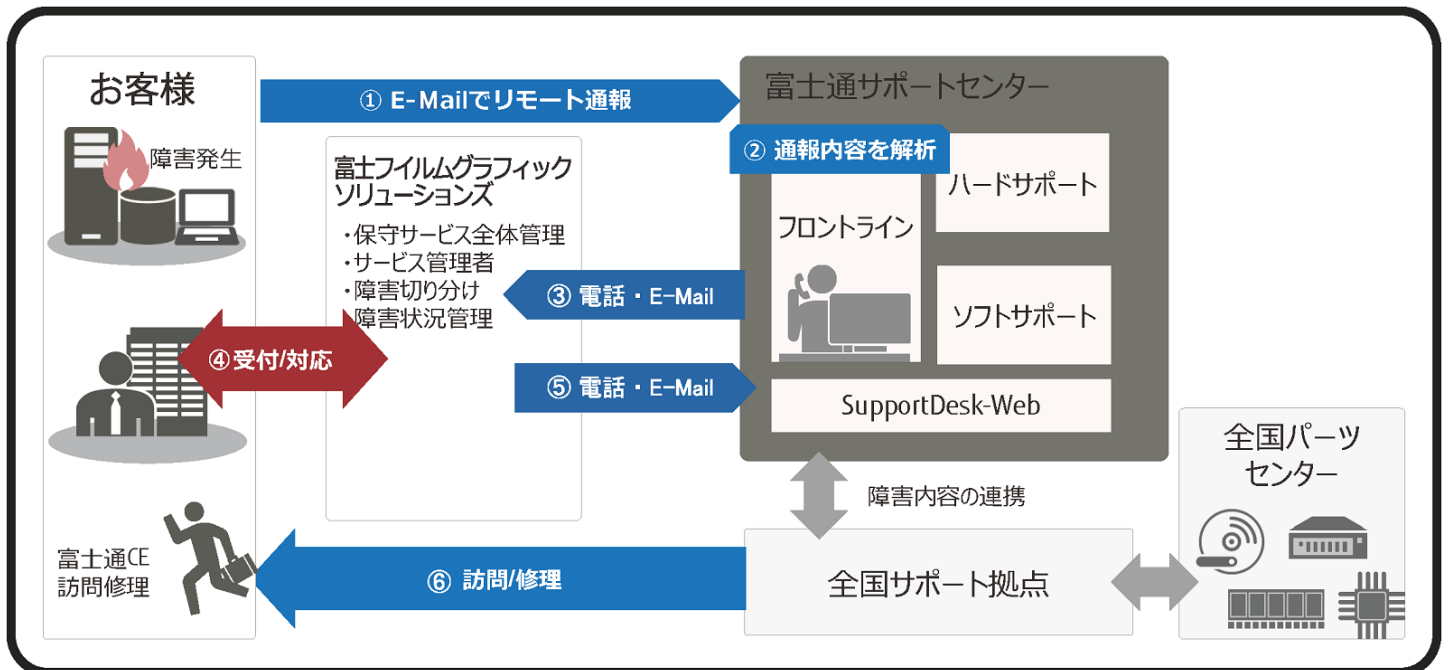 お客様
障害発生
① E-Mailでリモート通報
富士フイルムグラフィック
ソリューションズ
・保守サービス全体管理
・サービス管理者
・障害切り分け
・障害状況管理
富士通サポートセンター
② 通報内容を解析
フロントライン
ハードサポート
ソフトサポート
③ 電話・E-Mail
④受付/対応
⑤ 電話・E-Mail
SupportDesk-Web
障害内容の連携
全国パーツ
センター
富士通CE
訪問修理
⑥ 訪問/修理
全国サポート拠点